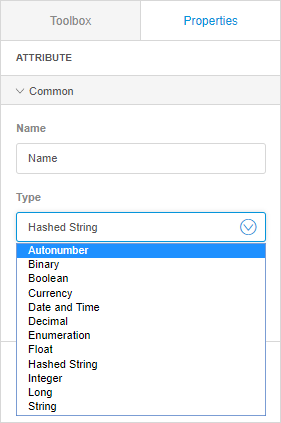 Toolbox Properties
ATTRIBUTE
Common
Name
Name
Type
Hashed String
Autonumber
Binary
Boolean
Currency
Date and Time
Decimal
Enumeration
Float
Hashed String
Integer
Long
String